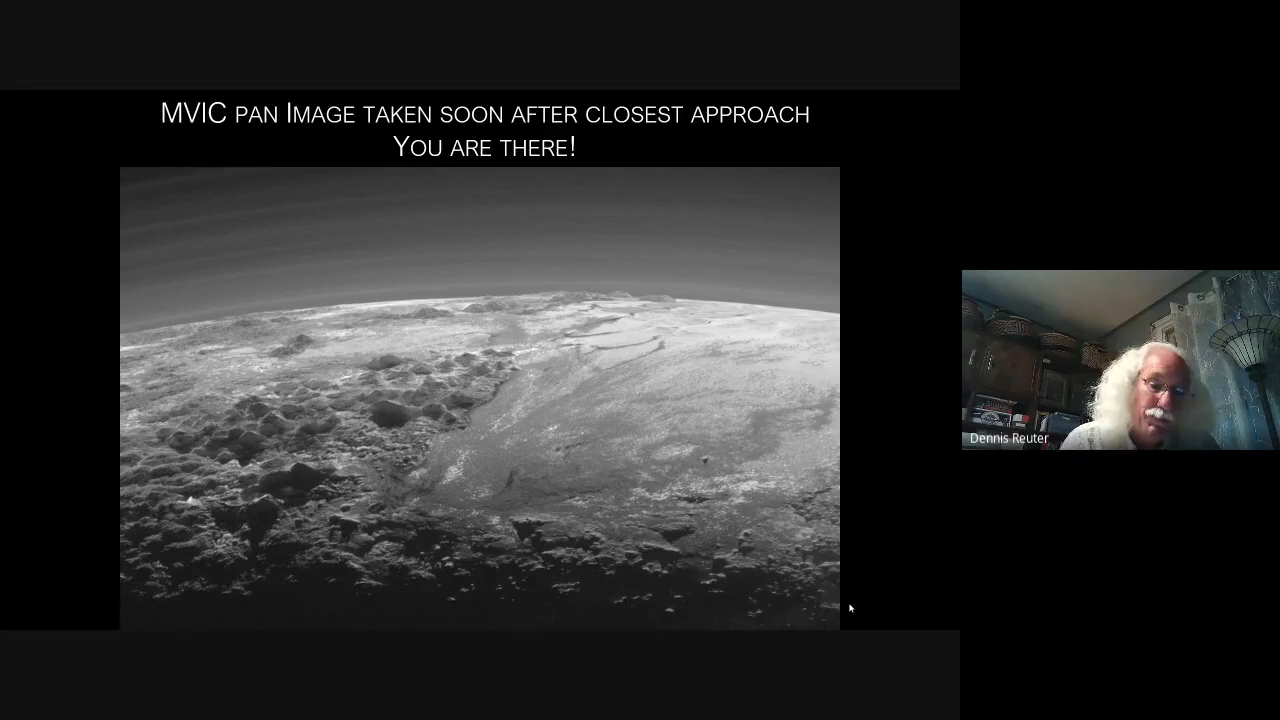 MVIC PAN IMAGE TAKEN SOON AFTER CLOSEST APPROACH
YOU ARE THERE!
Dennis Reuter